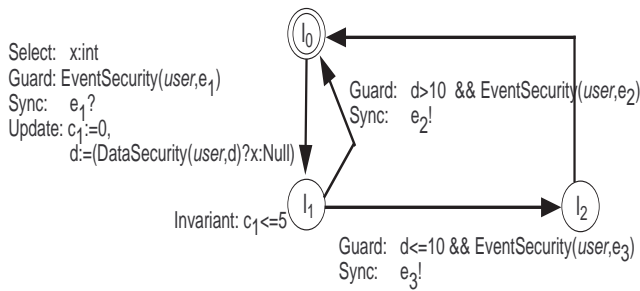 l0
Select: x:int
Guard: EventSecurity(user,e1)
Sync: e1?
Update: c1:=0,
d:=(DataSecurity(user,d)?x:Null)
Guard: d>10 && EventSecurity(user,e2)
Sync: e2!
l1
l2
Invariant: c1<=5
Guard: d<=10 && EventSecurity(user,e3)
Sync: e3!